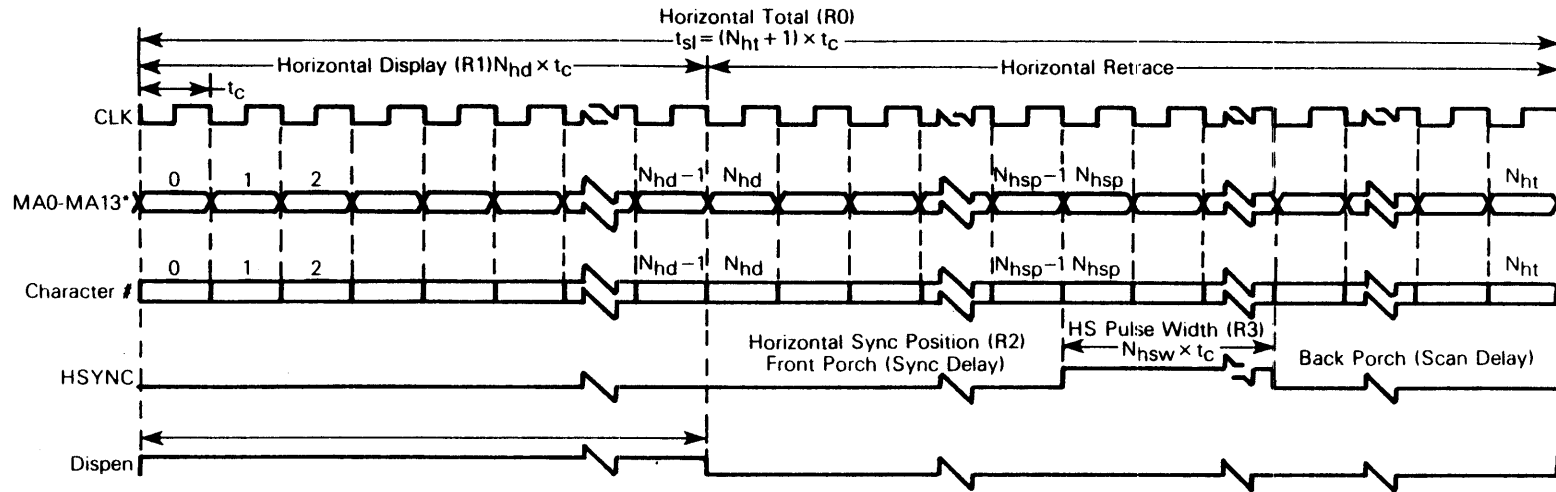 Horizontal Total (R0)
t_sl = (N_ht + 1) × t_c
Horizontal Display (R1) N_hd × t_c
Horizontal Retrace
t_c
CLK
0 1 2 N_hd − 1 N_hd N_hsp − 1 N_hsp N_ht
MA0-MA13*
0 1 2 N_hd − 1 N_hd N_hsp − 1 N_hsp N_ht
Character #
Horizontal Sync Position (R2)
Front Porch (Sync Delay)
HS Pulse Width (R3)
N_hsw × t_c
Back Porch (Scan Delay)
HSYNC
Dispen